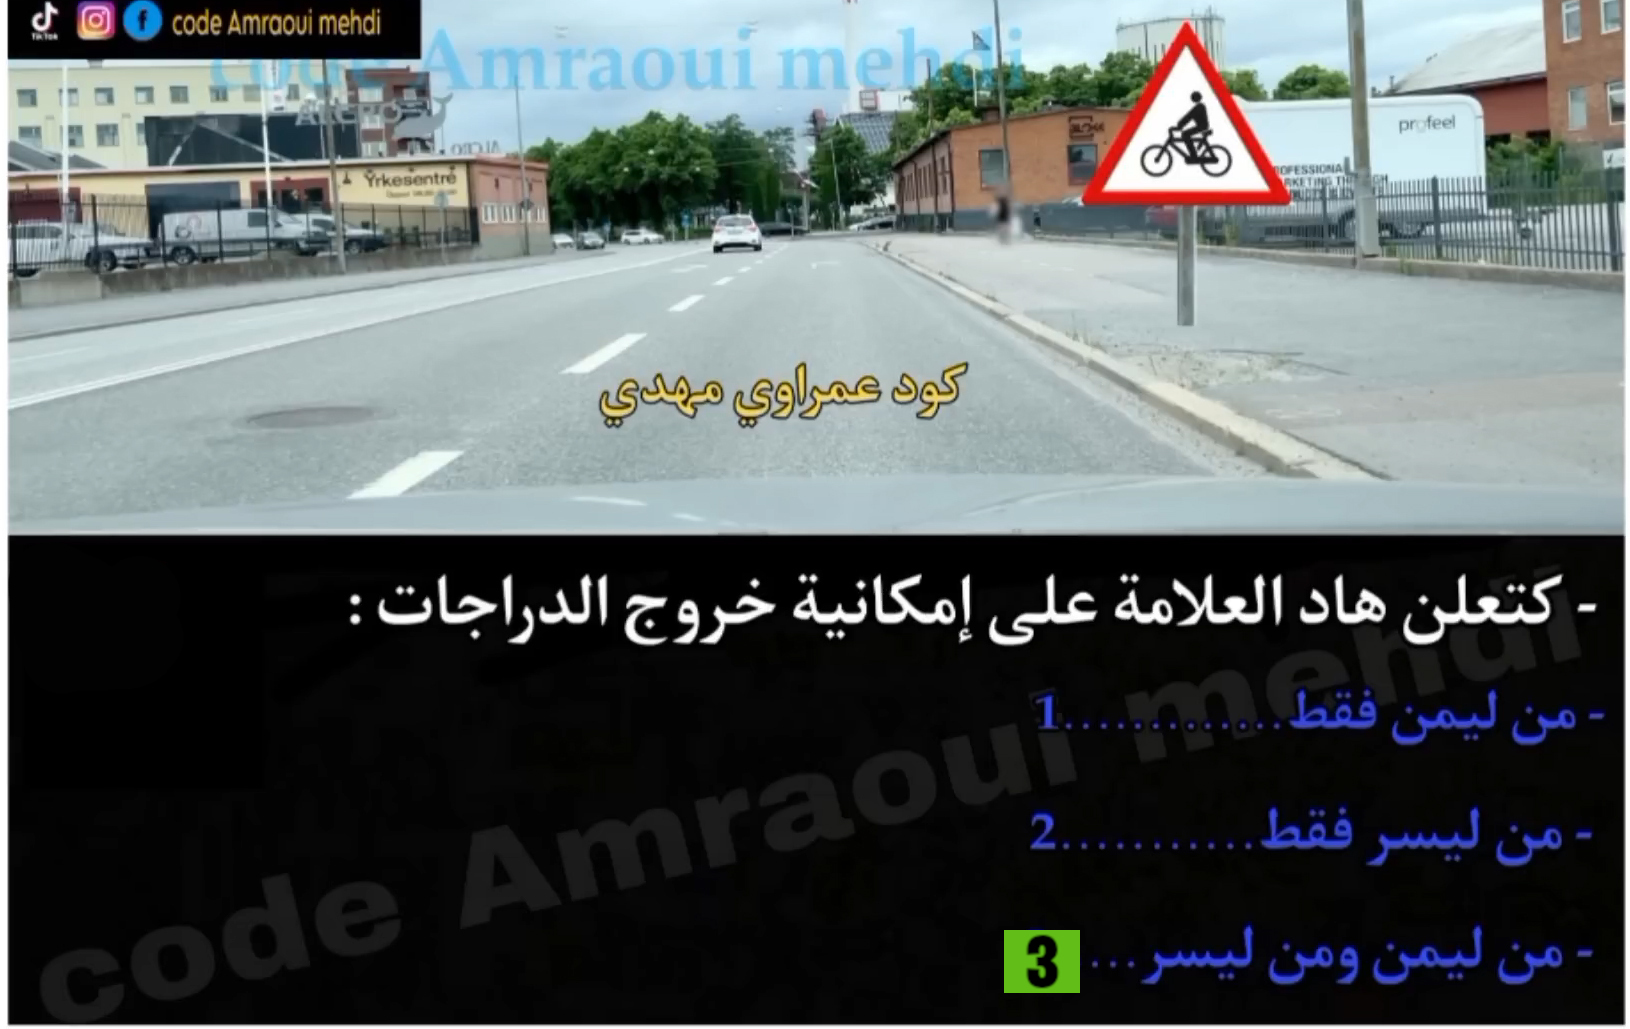 code Amraoui mehdi
code Amraoui mehdi
Yrkesentré
profeel
كود عمراوي مهدي
- كتعلن هاد العلامة على إمكانية خروج الدراجات :
- من ليمن فقط.............1
- من ليسر فقط...........2
- من ليمن ومن ليسر... 3
code Amraoui mehdi